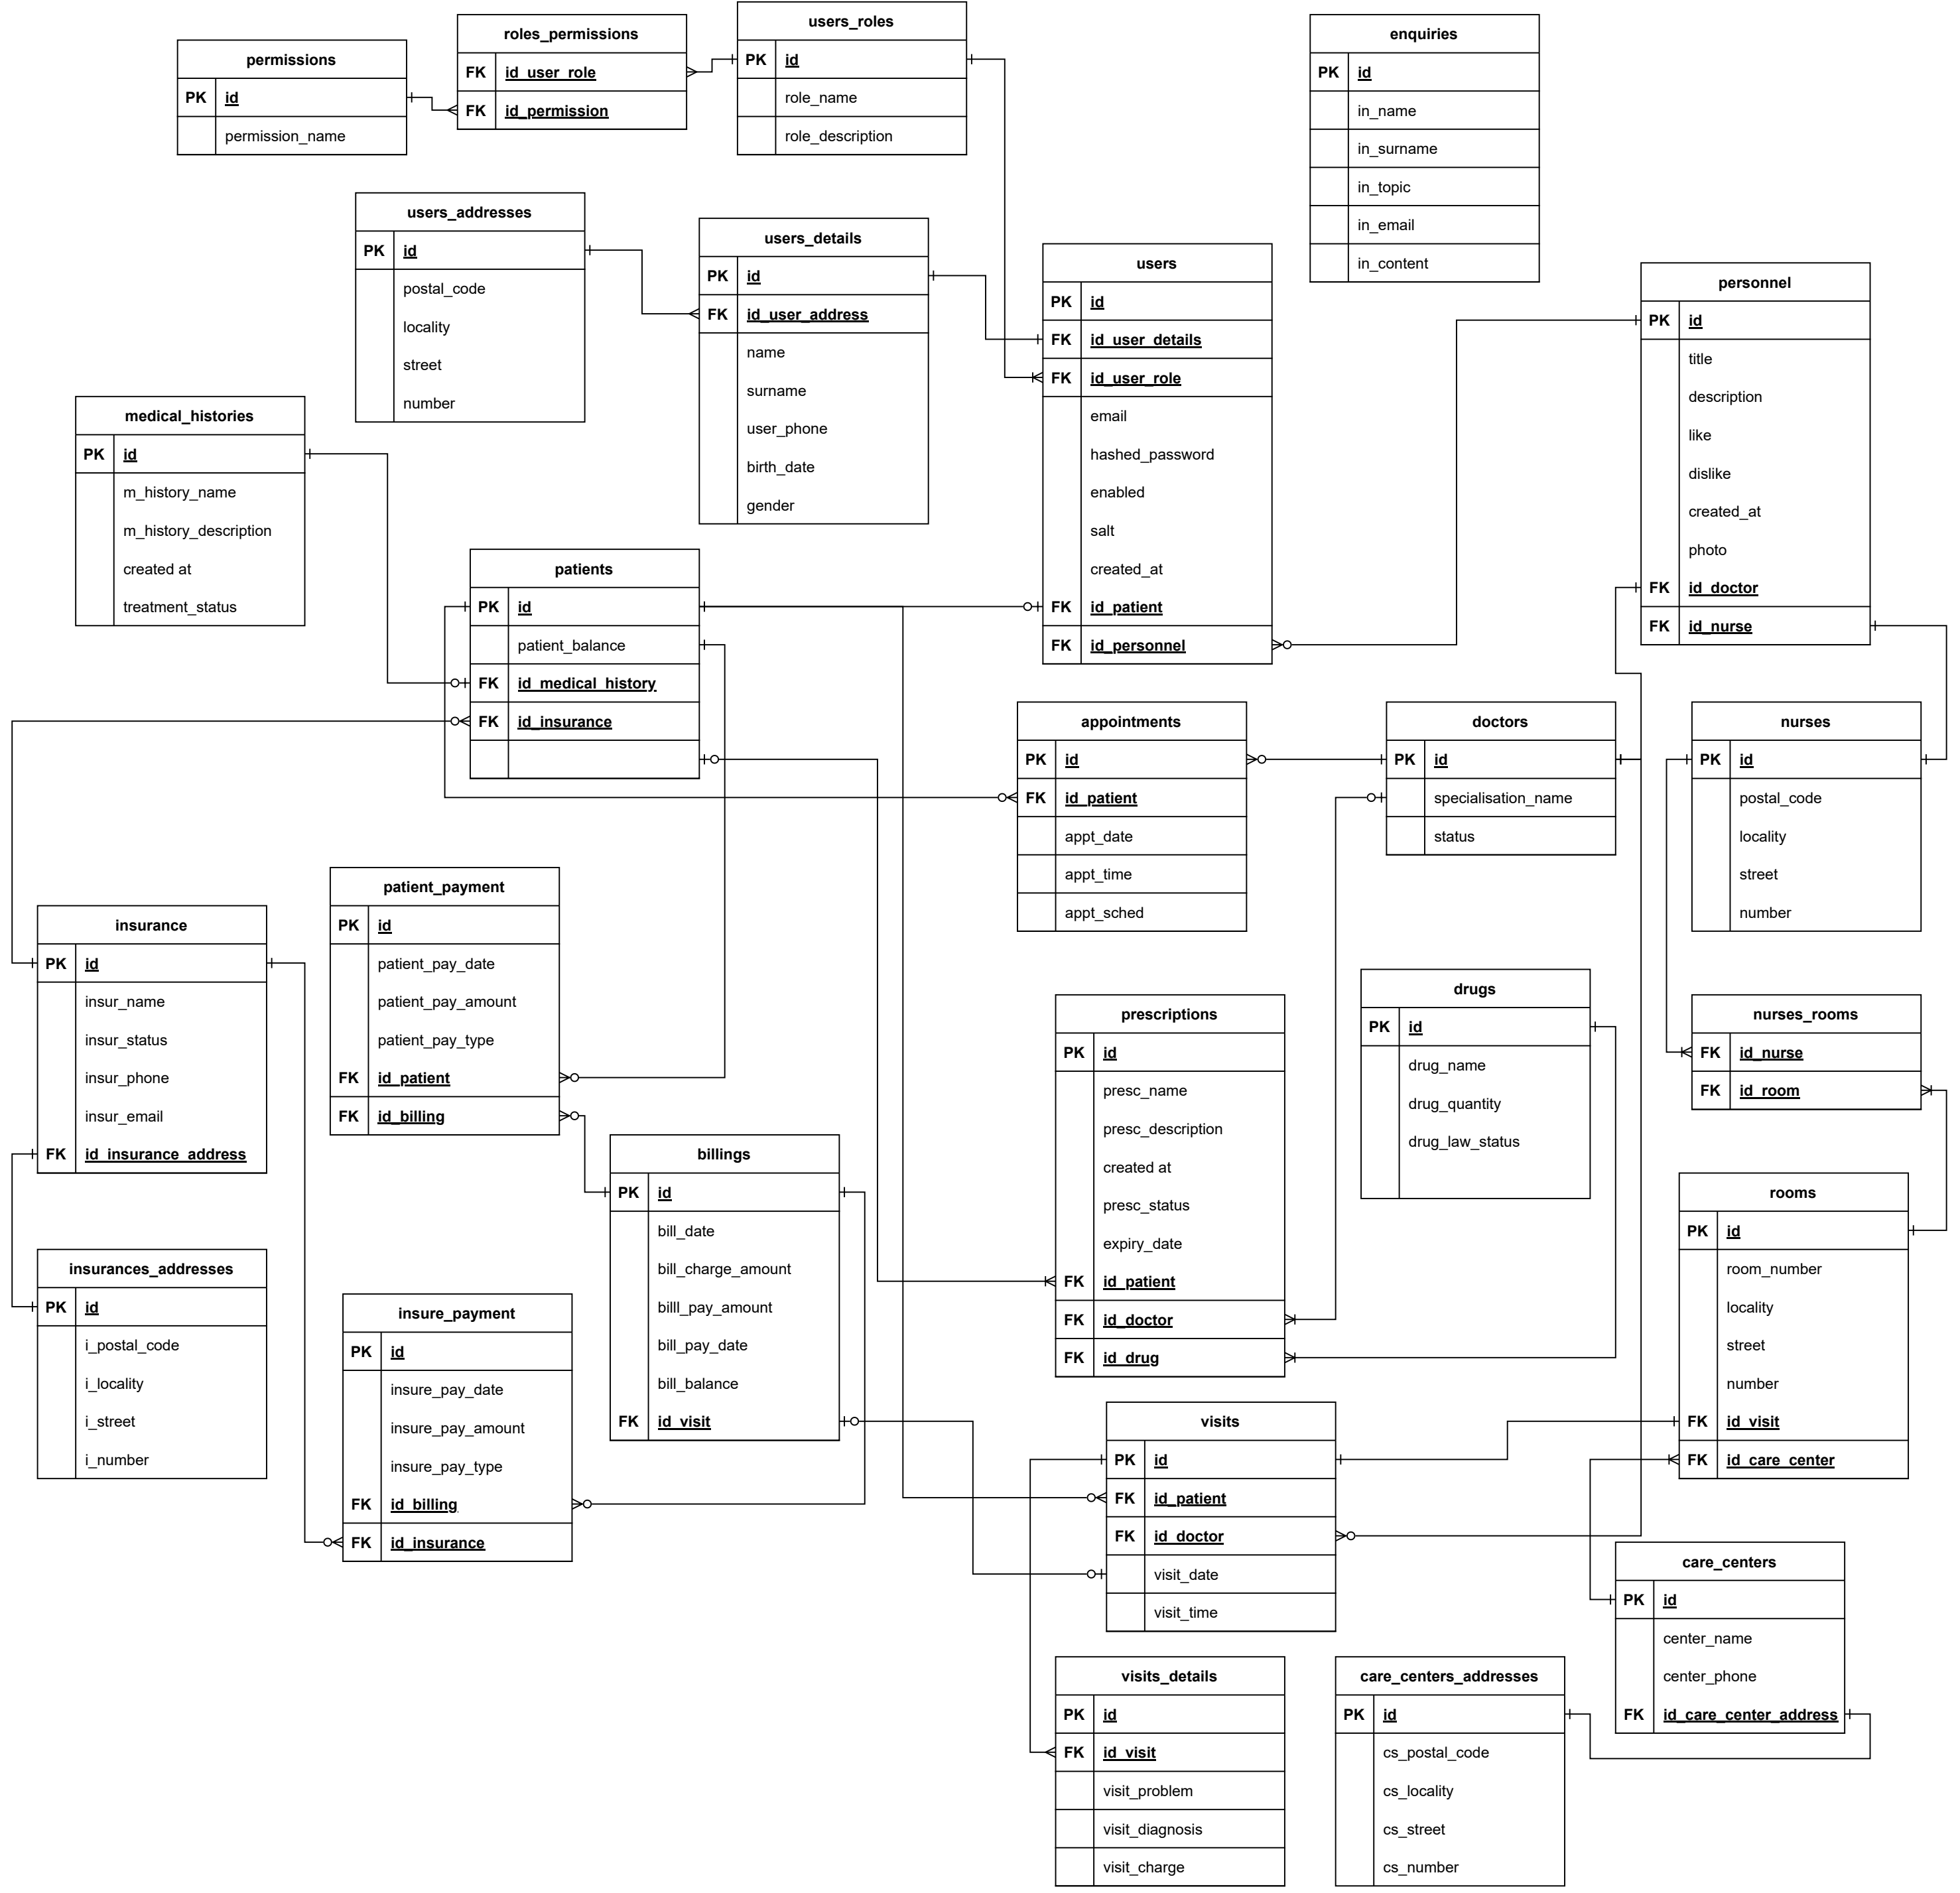 permissions
PK id
permission_name
roles_permissions
FK id_user_role
FK id_permission
users_roles
PK id
role_name
role_description
enquiries
PK id
in_name
in_surname
in_topic
in_email
in_content
users_addresses
PK id
postal_code
locality
street
number
users_details
PK id
FK id_user_address
name
surname
user_phone
birth_date
gender
users
PK id
FK id_user_details
FK id_user_role
email
hashed_password
enabled
salt
created_at
FK id_patient
FK id_personnel
personnel
PK id
title
description
like
dislike
created_at
photo
FK id_doctor
FK id_nurse
medical_histories
PK id
m_history_name
m_history_description
created at
treatment_status
patients
PK id
patient_balance
FK id_medical_history
FK id_insurance
appointments
PK id
FK id_patient
appt_date
appt_time
appt_sched
doctors
PK id
specialisation_name
status
nurses
PK id
postal_code
locality
street
number
insurance
PK id
insur_name
insur_status
insur_phone
insur_email
FK id_insurance_address
patient_payment
PK id
patient_pay_date
patient_pay_amount
patient_pay_type
FK id_patient
FK id_billing
prescriptions
PK id
presc_name
presc_description
created at
presc_status
expiry_date
FK id_patient
FK id_doctor
FK id_drug
drugs
PK id
drug_name
drug_quantity
drug_law_status
nurses_rooms
FK id_nurse
FK id_room
billings
PK id
bill_date
bill_charge_amount
billl_pay_amount
bill_pay_date
bill_balance
FK id_visit
rooms
PK id
room_number
locality
street
number
FK id_visit
FK id_care_center
insurances_addresses
PK id
i_postal_code
i_locality
i_street
i_number
insure_payment
PK id
insure_pay_date
insure_pay_amount
insure_pay_type
FK id_billing
FK id_insurance
visits
PK id
FK id_patient
FK id_doctor
visit_date
visit_time
care_centers
PK id
center_name
center_phone
FK id_care_center_address
visits_details
PK id
FK id_visit
visit_problem
visit_diagnosis
visit_charge
care_centers_addresses
PK id
cs_postal_code
cs_locality
cs_street
cs_number